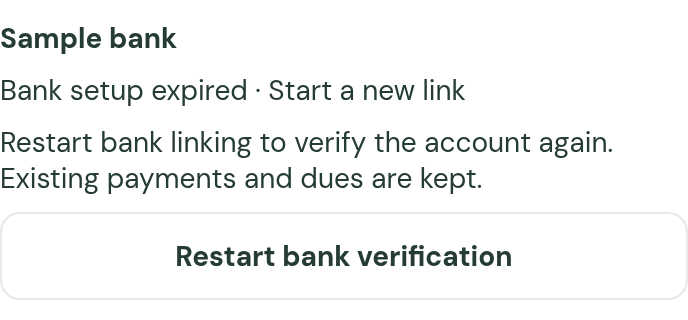 Sample bank
Bank setup expired · Start a new link
Restart bank linking to verify the account again.
Existing payments and dues are kept.
Restart bank verification